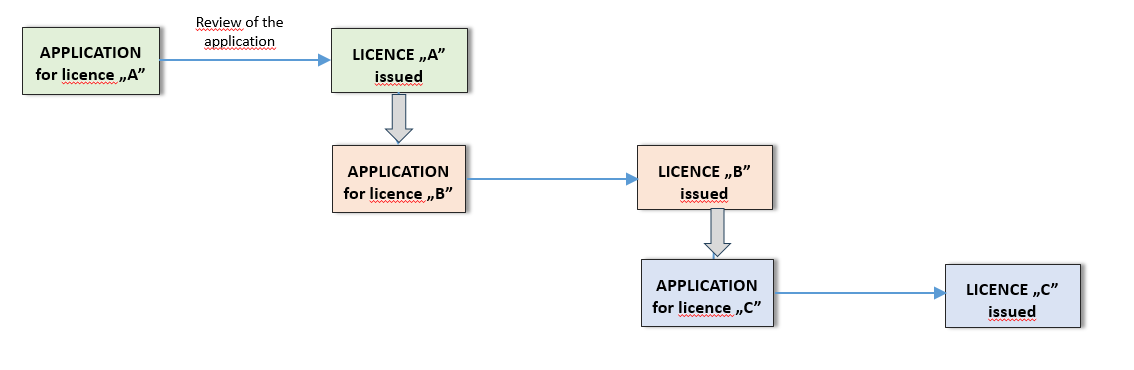 Review of the
application
APPLICATION
for licence „A”
LICENCE „A”
issued
APPLICATION
for licence „B”
LICENCE „B”
issued
APPLICATION
for licence „C”
LICENCE „C”
issued